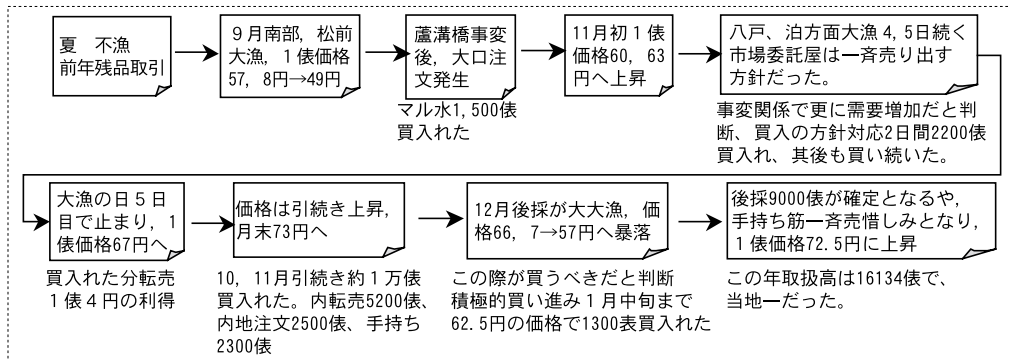 夏　不漁
前年残品取引
９月南部, 松前
大漁, １俵価格
57, 8円→49円
蘆溝橋事変
後, 大口注
文発生
マル水1,500俵
買入れた
11月初１俵
価格60, 63
円へ上昇
八戸、泊方面大漁４,５日続く
市場委託屋は一斉売り出す
方針だった。
事変関係で更に需要増加だと判
断、買入の方針対応2日間2200俵
買入れ、其後も買い続いた。
大漁の日５日
目で止まり, １
俵価格67円へ
買入れた分転売
１俵４円の利得
価格は引続き上昇,
月末73円へ
10, 11月引続き約１万俵
買入れた。内転売5200俵、
内地注文2500俵、手持ち
2300俵
12月後採が大大漁, 価
格66, 7→57円へ暴落
この際が買うべきだと判断
積極的買い進み１月中旬まで
62.5円の価格で1300表買入れた
後採9000俵が確定となるや,
手持ち筋一斉売惜しみとなり,
１俵価格72.5円に上昇
この年取扱高は16134俵で、
当地一だった。